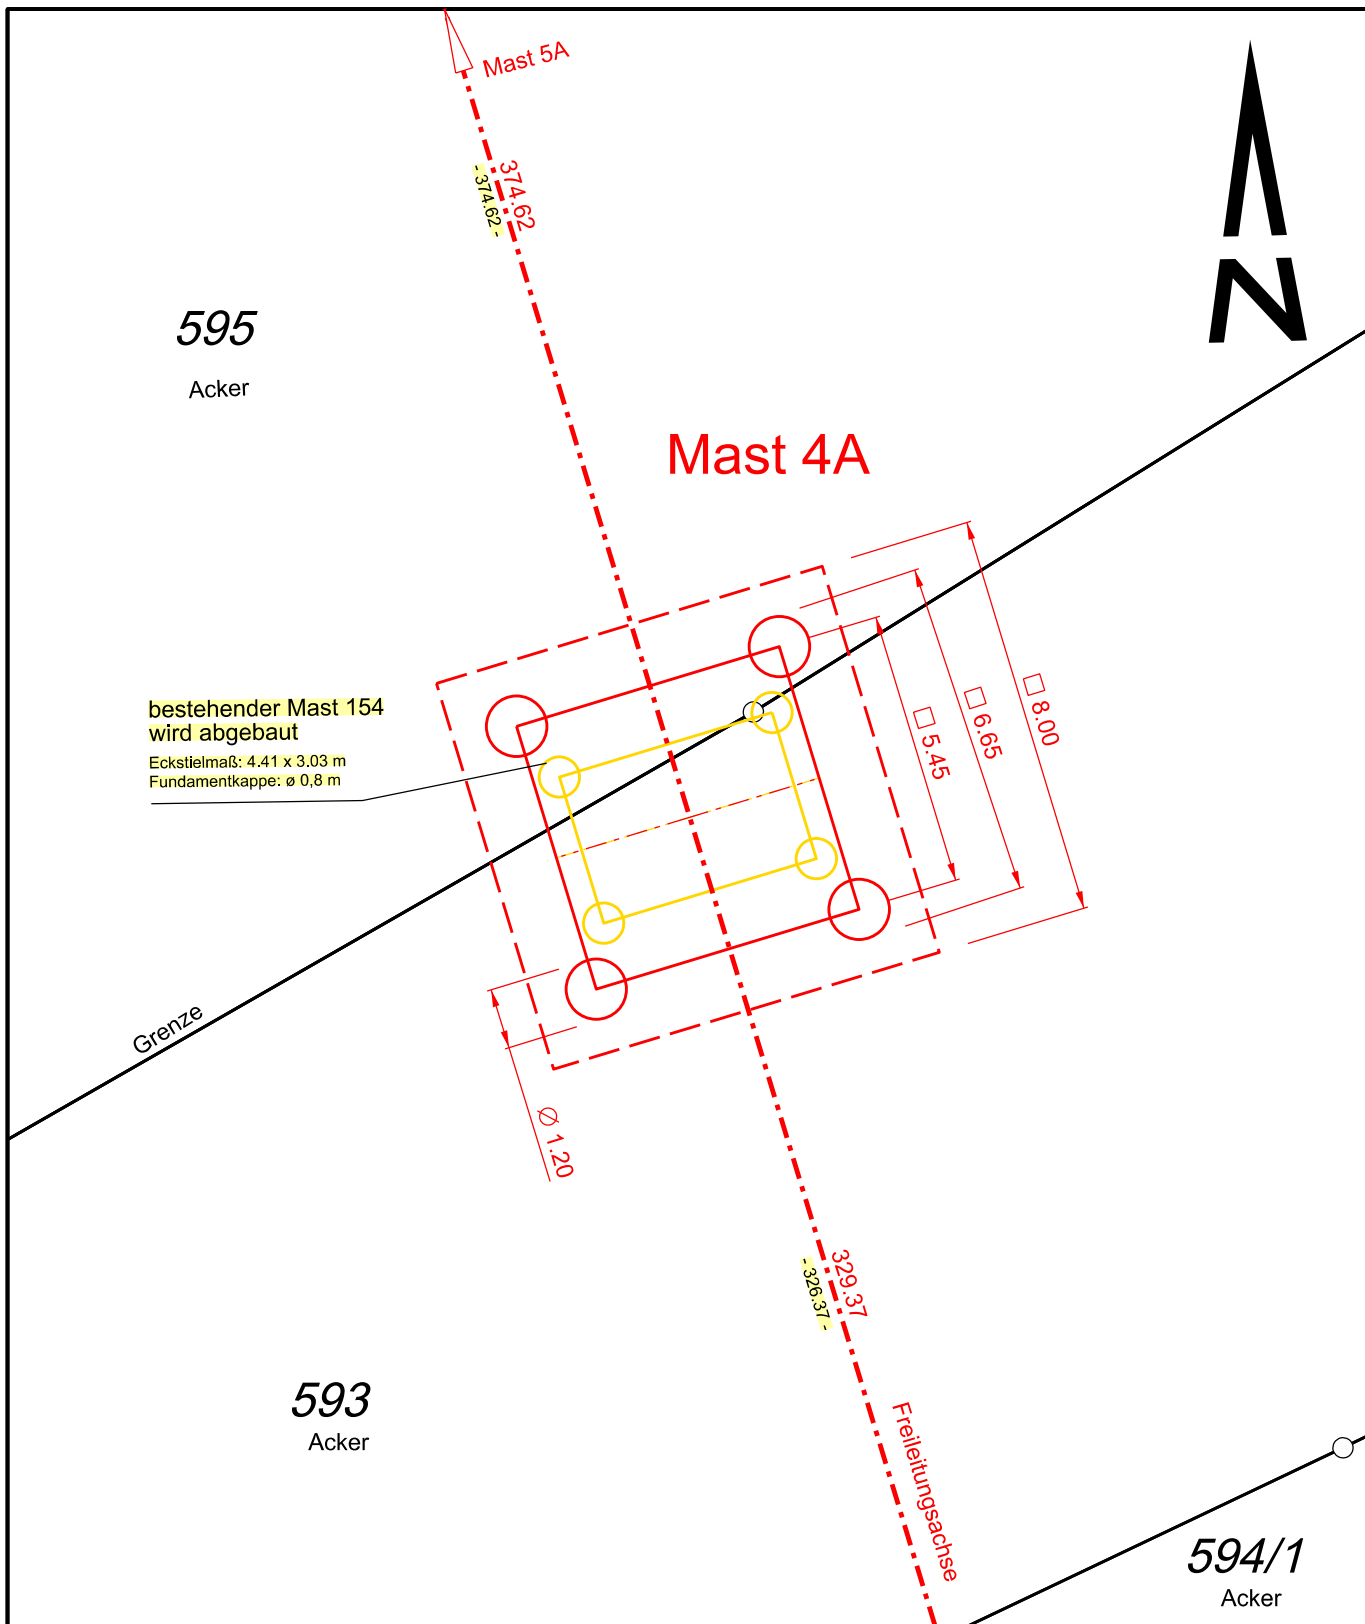 Mast 5A
374.62
- 374.62 -
N
595
Acker
Mast 4A
bestehender Mast 154
wird abgebaut
Eckstielmaß: 4.41 x 3.03 m
Fundamentkappe: ø 0,8 m
□ 5.45
□ 6.65
□ 8.00
Grenze
Ø 1.20
329.37
- 326.37 -
593
Acker
Freileitungsachse
594/1
Acker